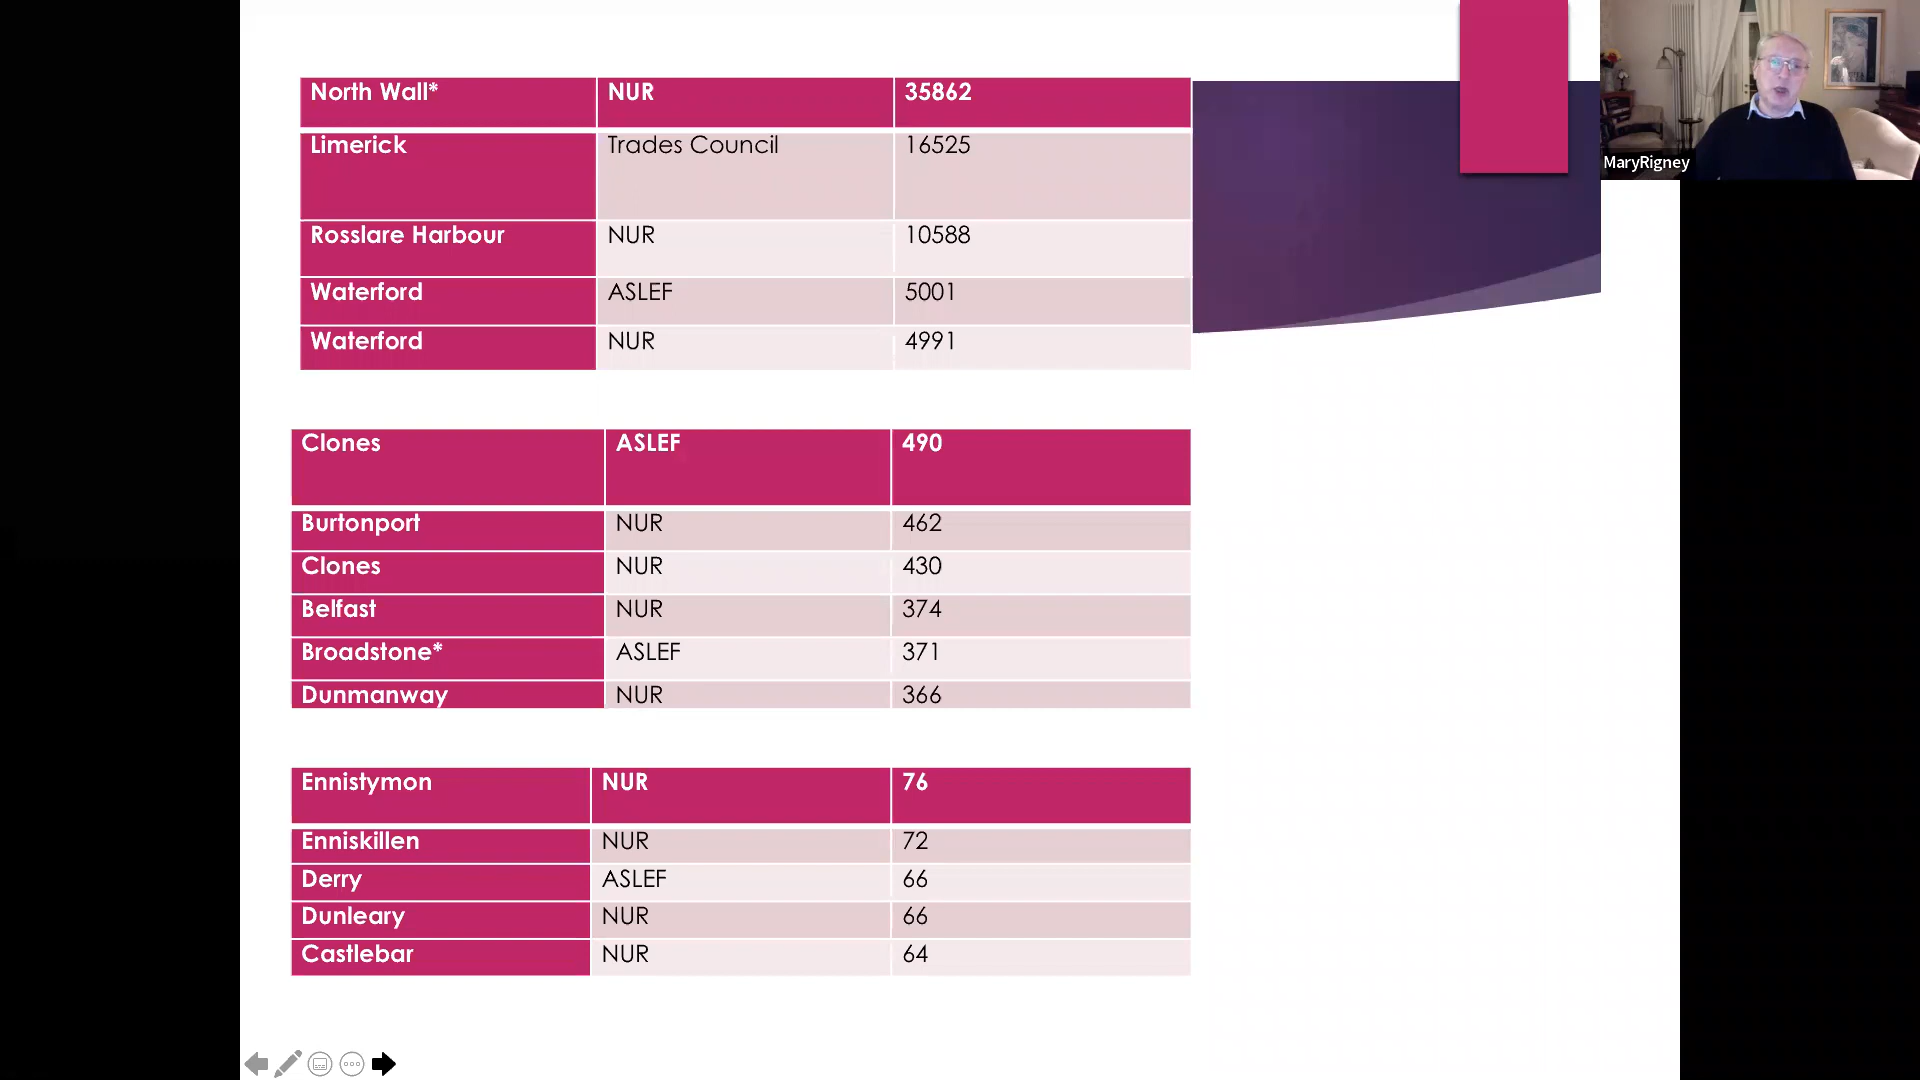 North Wall* NUR 35862
Limerick Trades Council 16525
Rosslare Harbour NUR 10588
Waterford ASLEF 5001
Waterford NUR 4991
Clones ASLEF 490
Burtonport NUR 462
Clones NUR 430
Belfast NUR 374
Broadstone* ASLEF 371
Dunmanway NUR 366
Ennistymon NUR 76
Enniskillen NUR 72
Derry ASLEF 66
Dunleary NUR 66
Castlebar NUR 64
MaryRigney